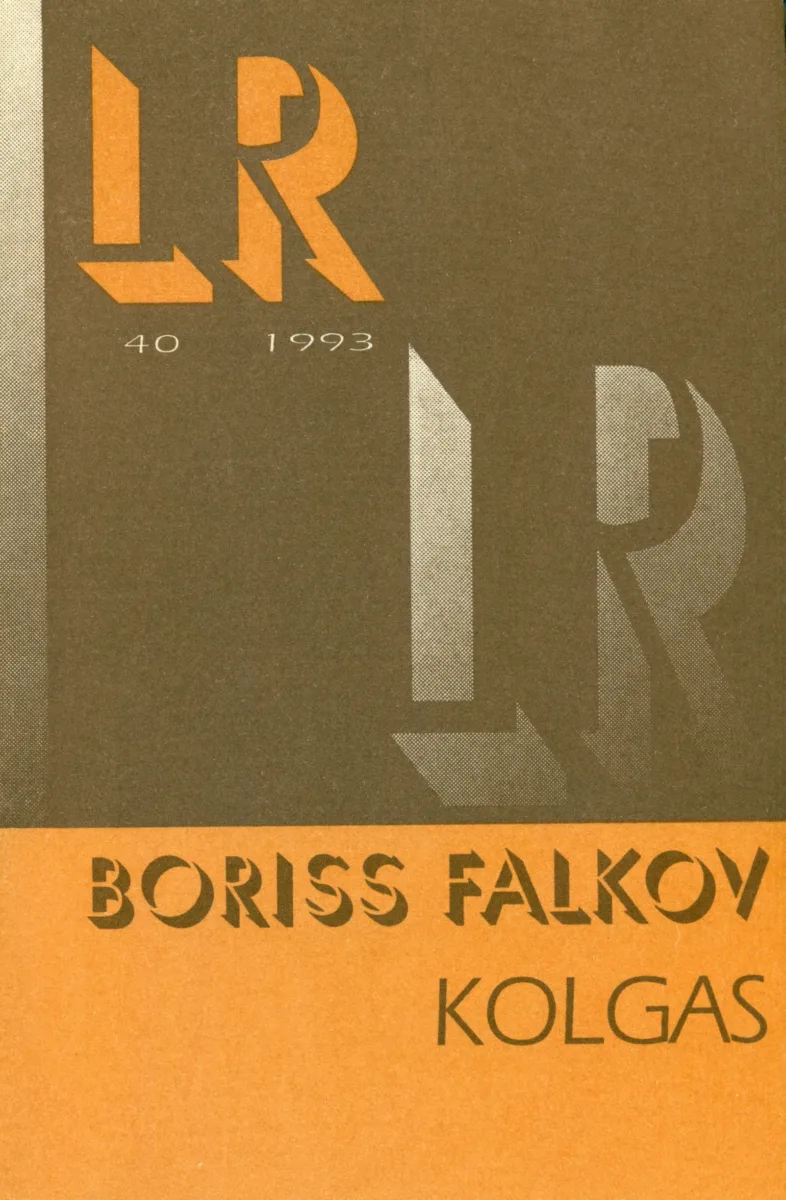 LR
40 1993
LR
BORISS FALKOV
KOLGAS